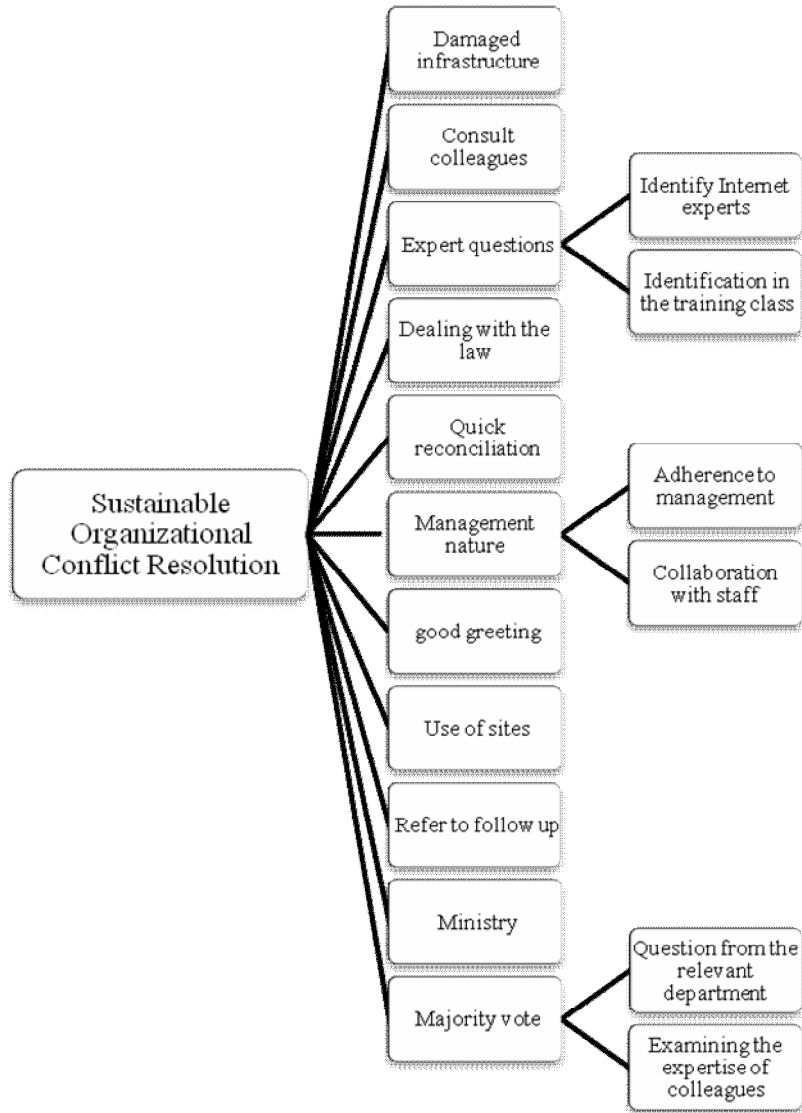 Damaged
infrastructure
Consult
colleagues
Expert questions
Identify Internet
experts
Identification in
the training class
Dealing with the
law
Quick
reconciliation
Sustainable
Organizational
Conflict Resolution
Management
nature
Adherence to
management
Collaboration
with staff
good greeting
Use of sites
Refer to follow up
Ministry
Majority vote
Question from the
relevant
department
Examining the
expertise of
colleagues